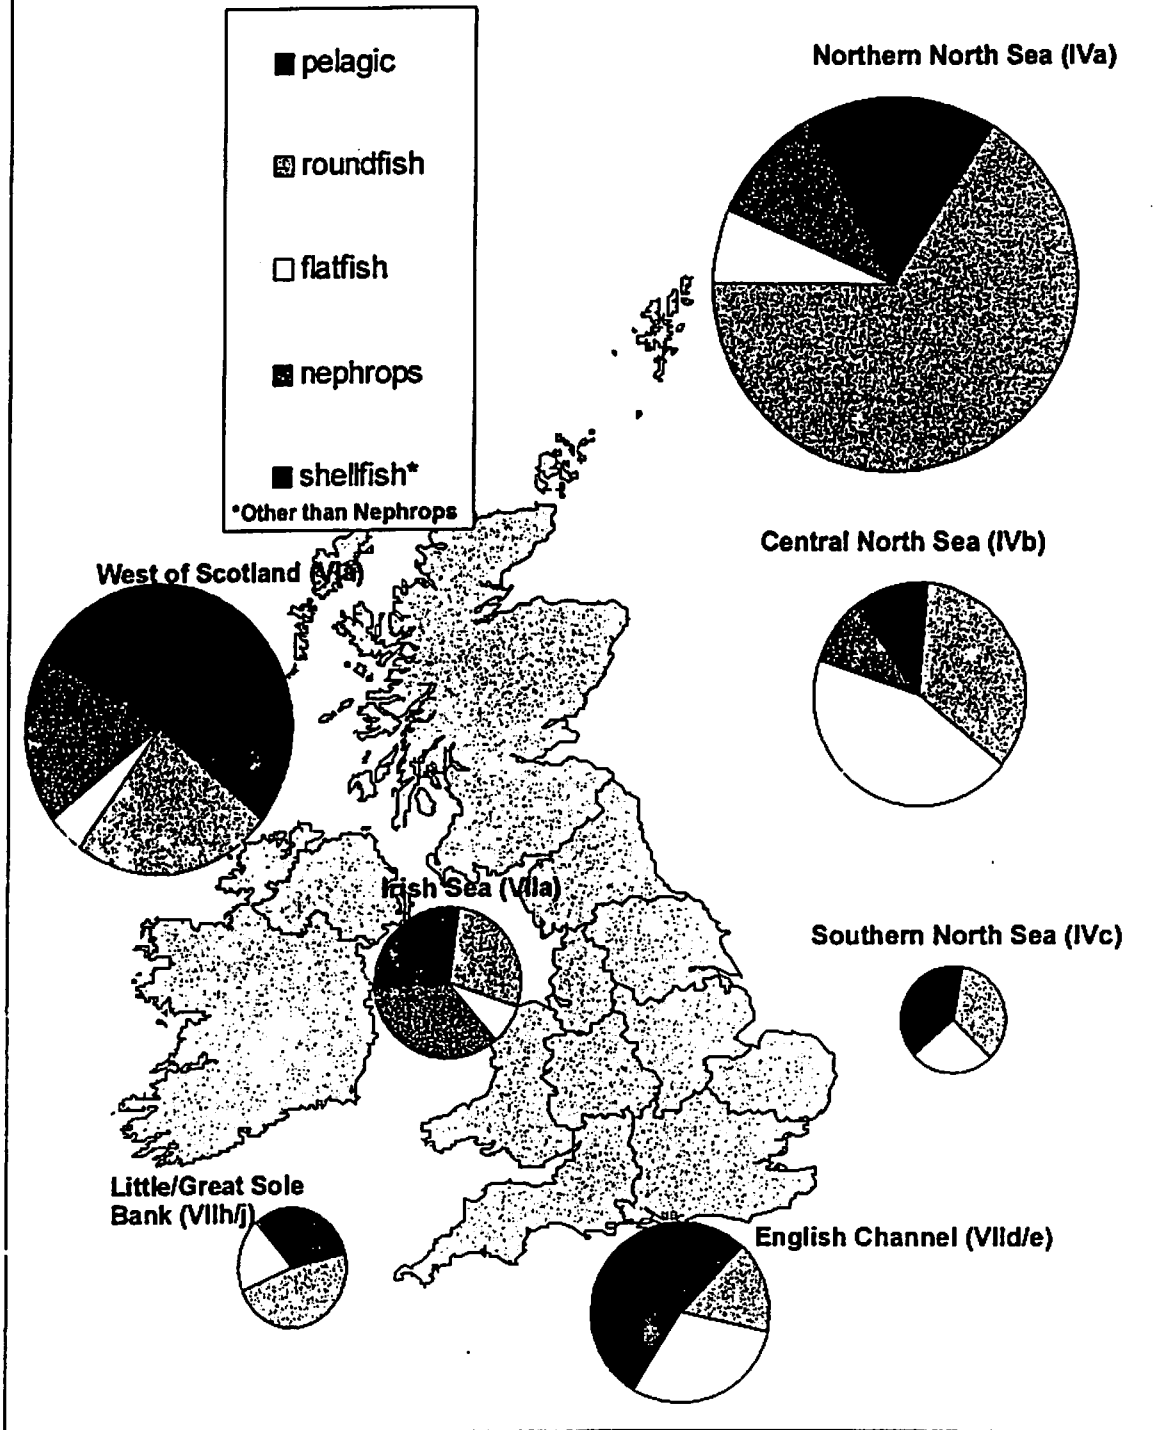 pelagic
roundfish
flatfish
nephrops
shellfish*
*Other than Nephrops
Northern North Sea (IVa)
Central North Sea (IVb)
West of Scotland (VIa)
Irish Sea (VIIa)
Southern North Sea (IVc)
Little/Great Sole
Bank (VIIh/j)
English Channel (VIId/e)